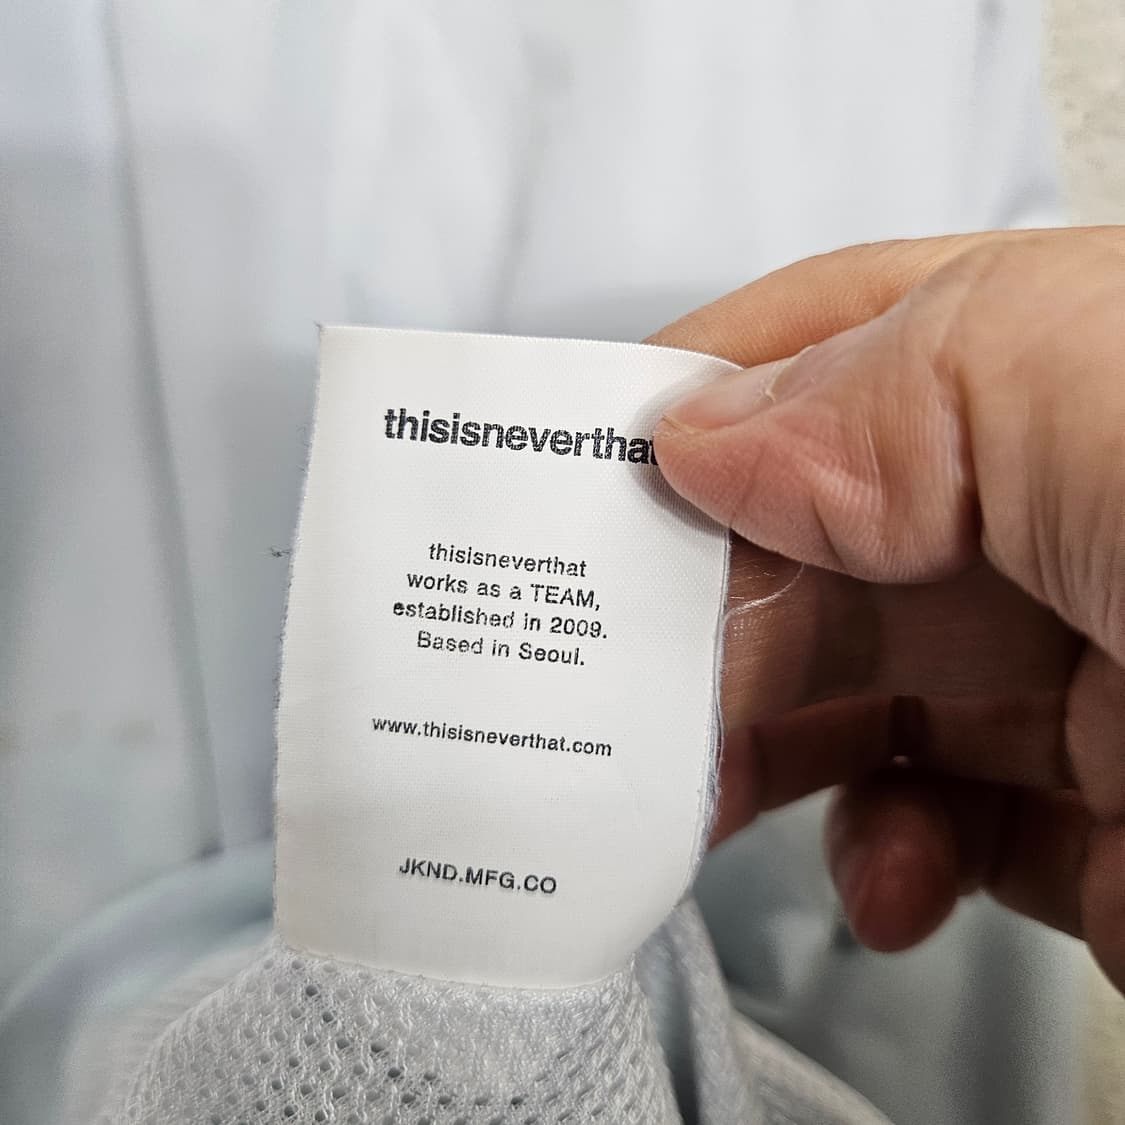 thisisneverthat
thisisneverthat
works as a TEAM,
established in 2009.
Based in Seoul.
www.thisisneverthat.com
JKND.MFG.CO